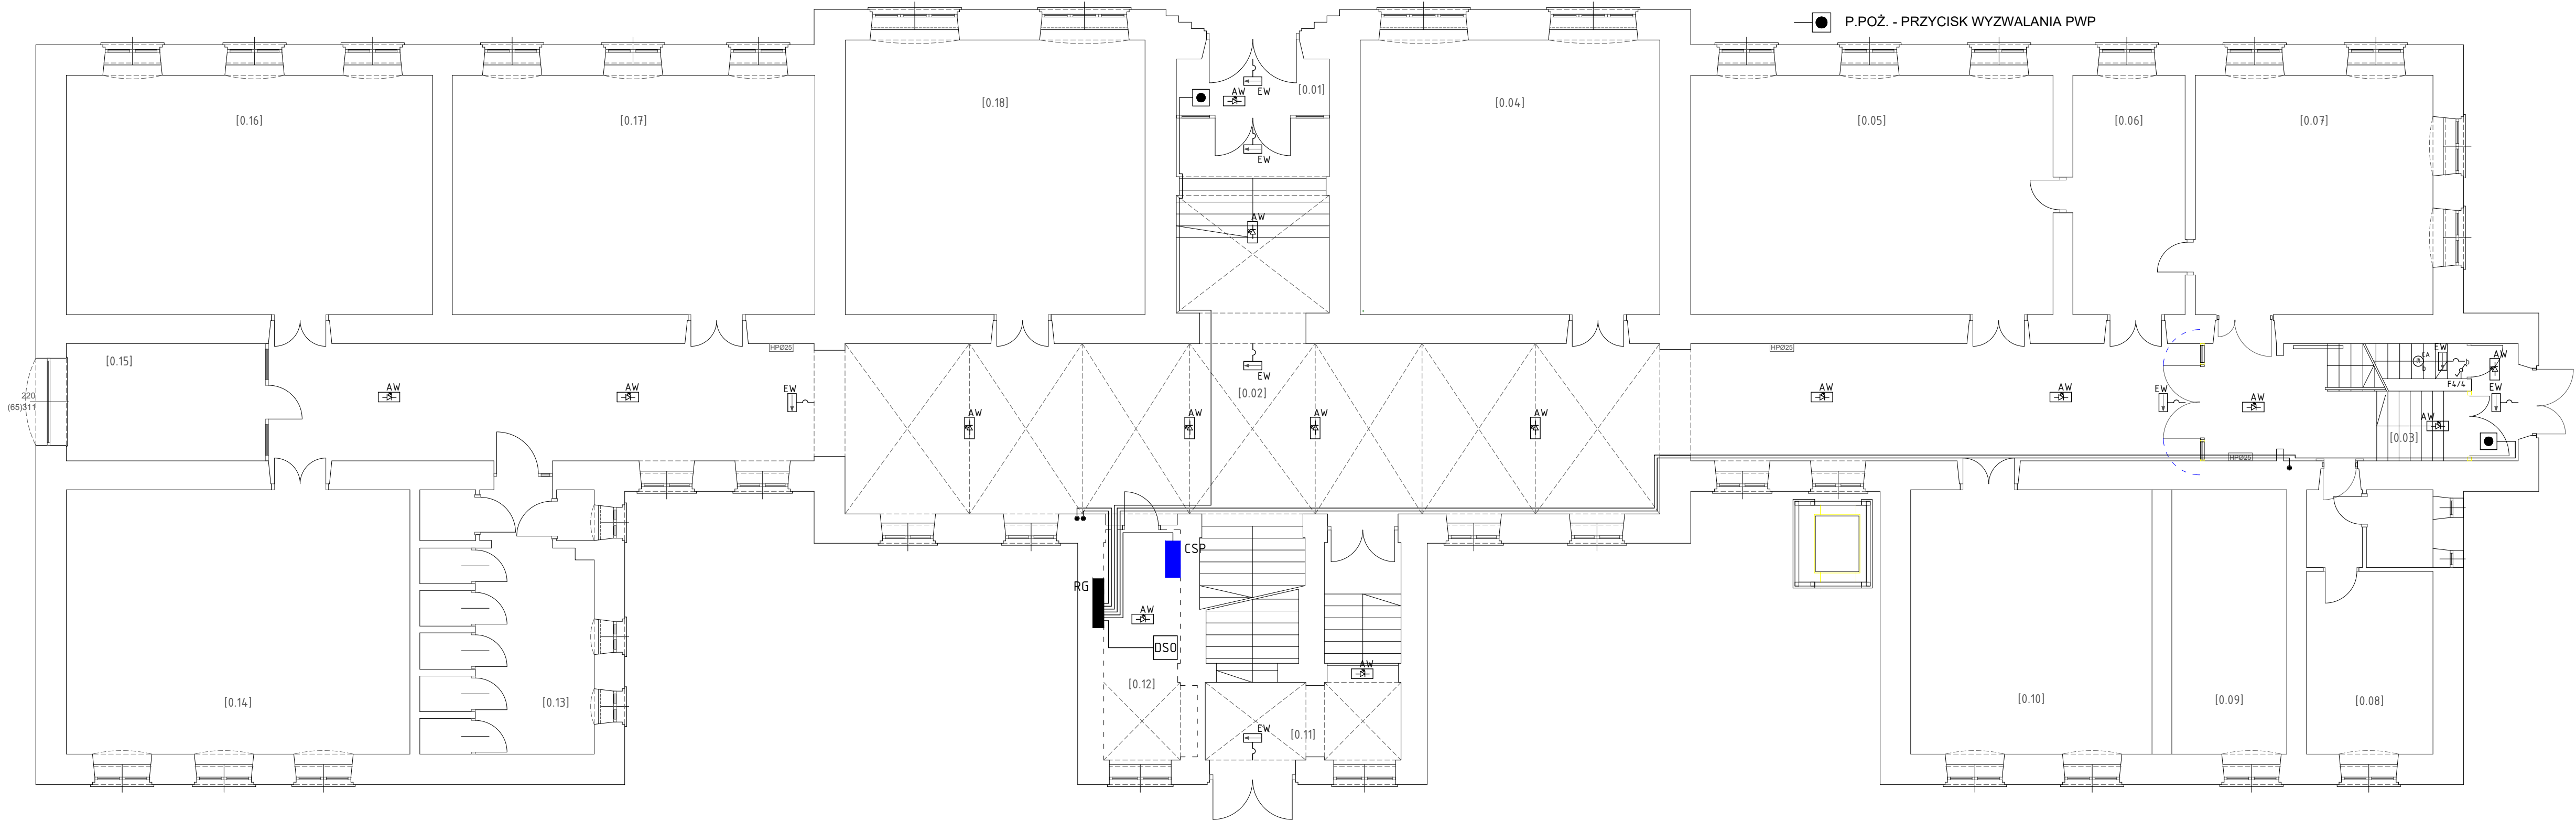 P.POŻ. - PRZYCISK WYZWALANIA PWP
[0.16]
[0.17]
[0.18]
AW
EW
[0.01]
EW
[0.04]
[0.05]
[0.06]
[0.07]
AW
[0.15]
HPØ25
EW
HPØ25
EW
CA
AW
F4/4
220
(65)311
AW
AW
EW
[0.02]
AW
AW
EW
AW
EW
AW
AW
AW
AW
AW
[0.03]
HPØ25
CSP
RG
AW
DSO
AW
[0.12]
[0.14]
[0.13]
EW
[0.11]
[0.10]
[0.09]
[0.08]